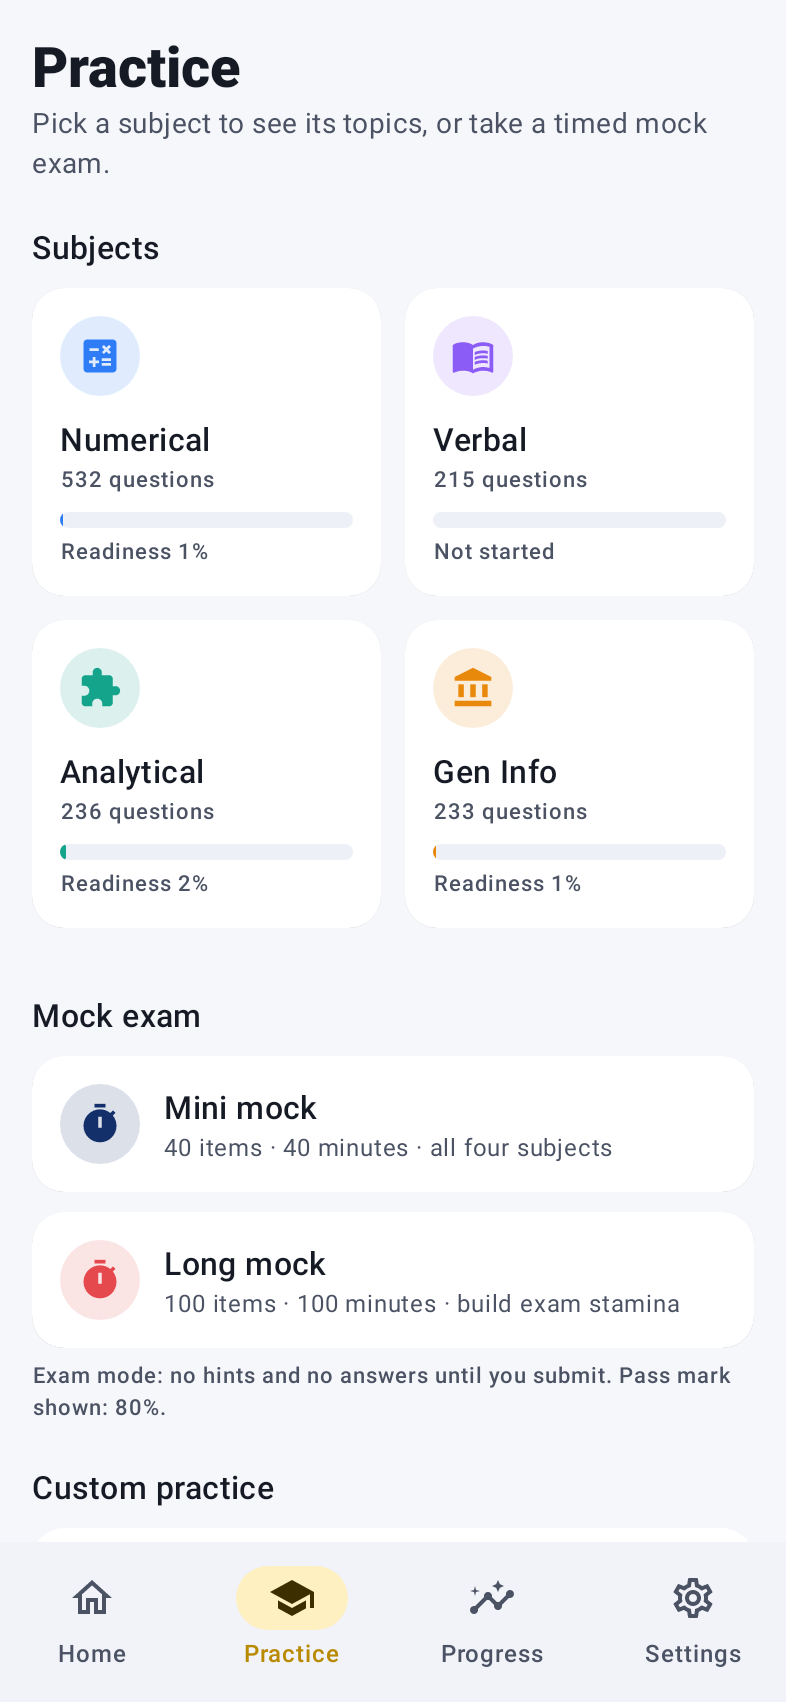 Practice
Pick a subject to see its topics, or take a timed mock
exam.
Subjects
Numerical
532 questions
Readiness 1%
Verbal
215 questions
Not started
Analytical
236 questions
Readiness 2%
Gen Info
233 questions
Readiness 1%
Mock exam
Mini mock
40 items · 40 minutes · all four subjects
Long mock
100 items · 100 minutes · build exam stamina
Exam mode: no hints and no answers until you submit. Pass mark
shown: 80%.
Custom practice
Home
Practice
Progress
Settings